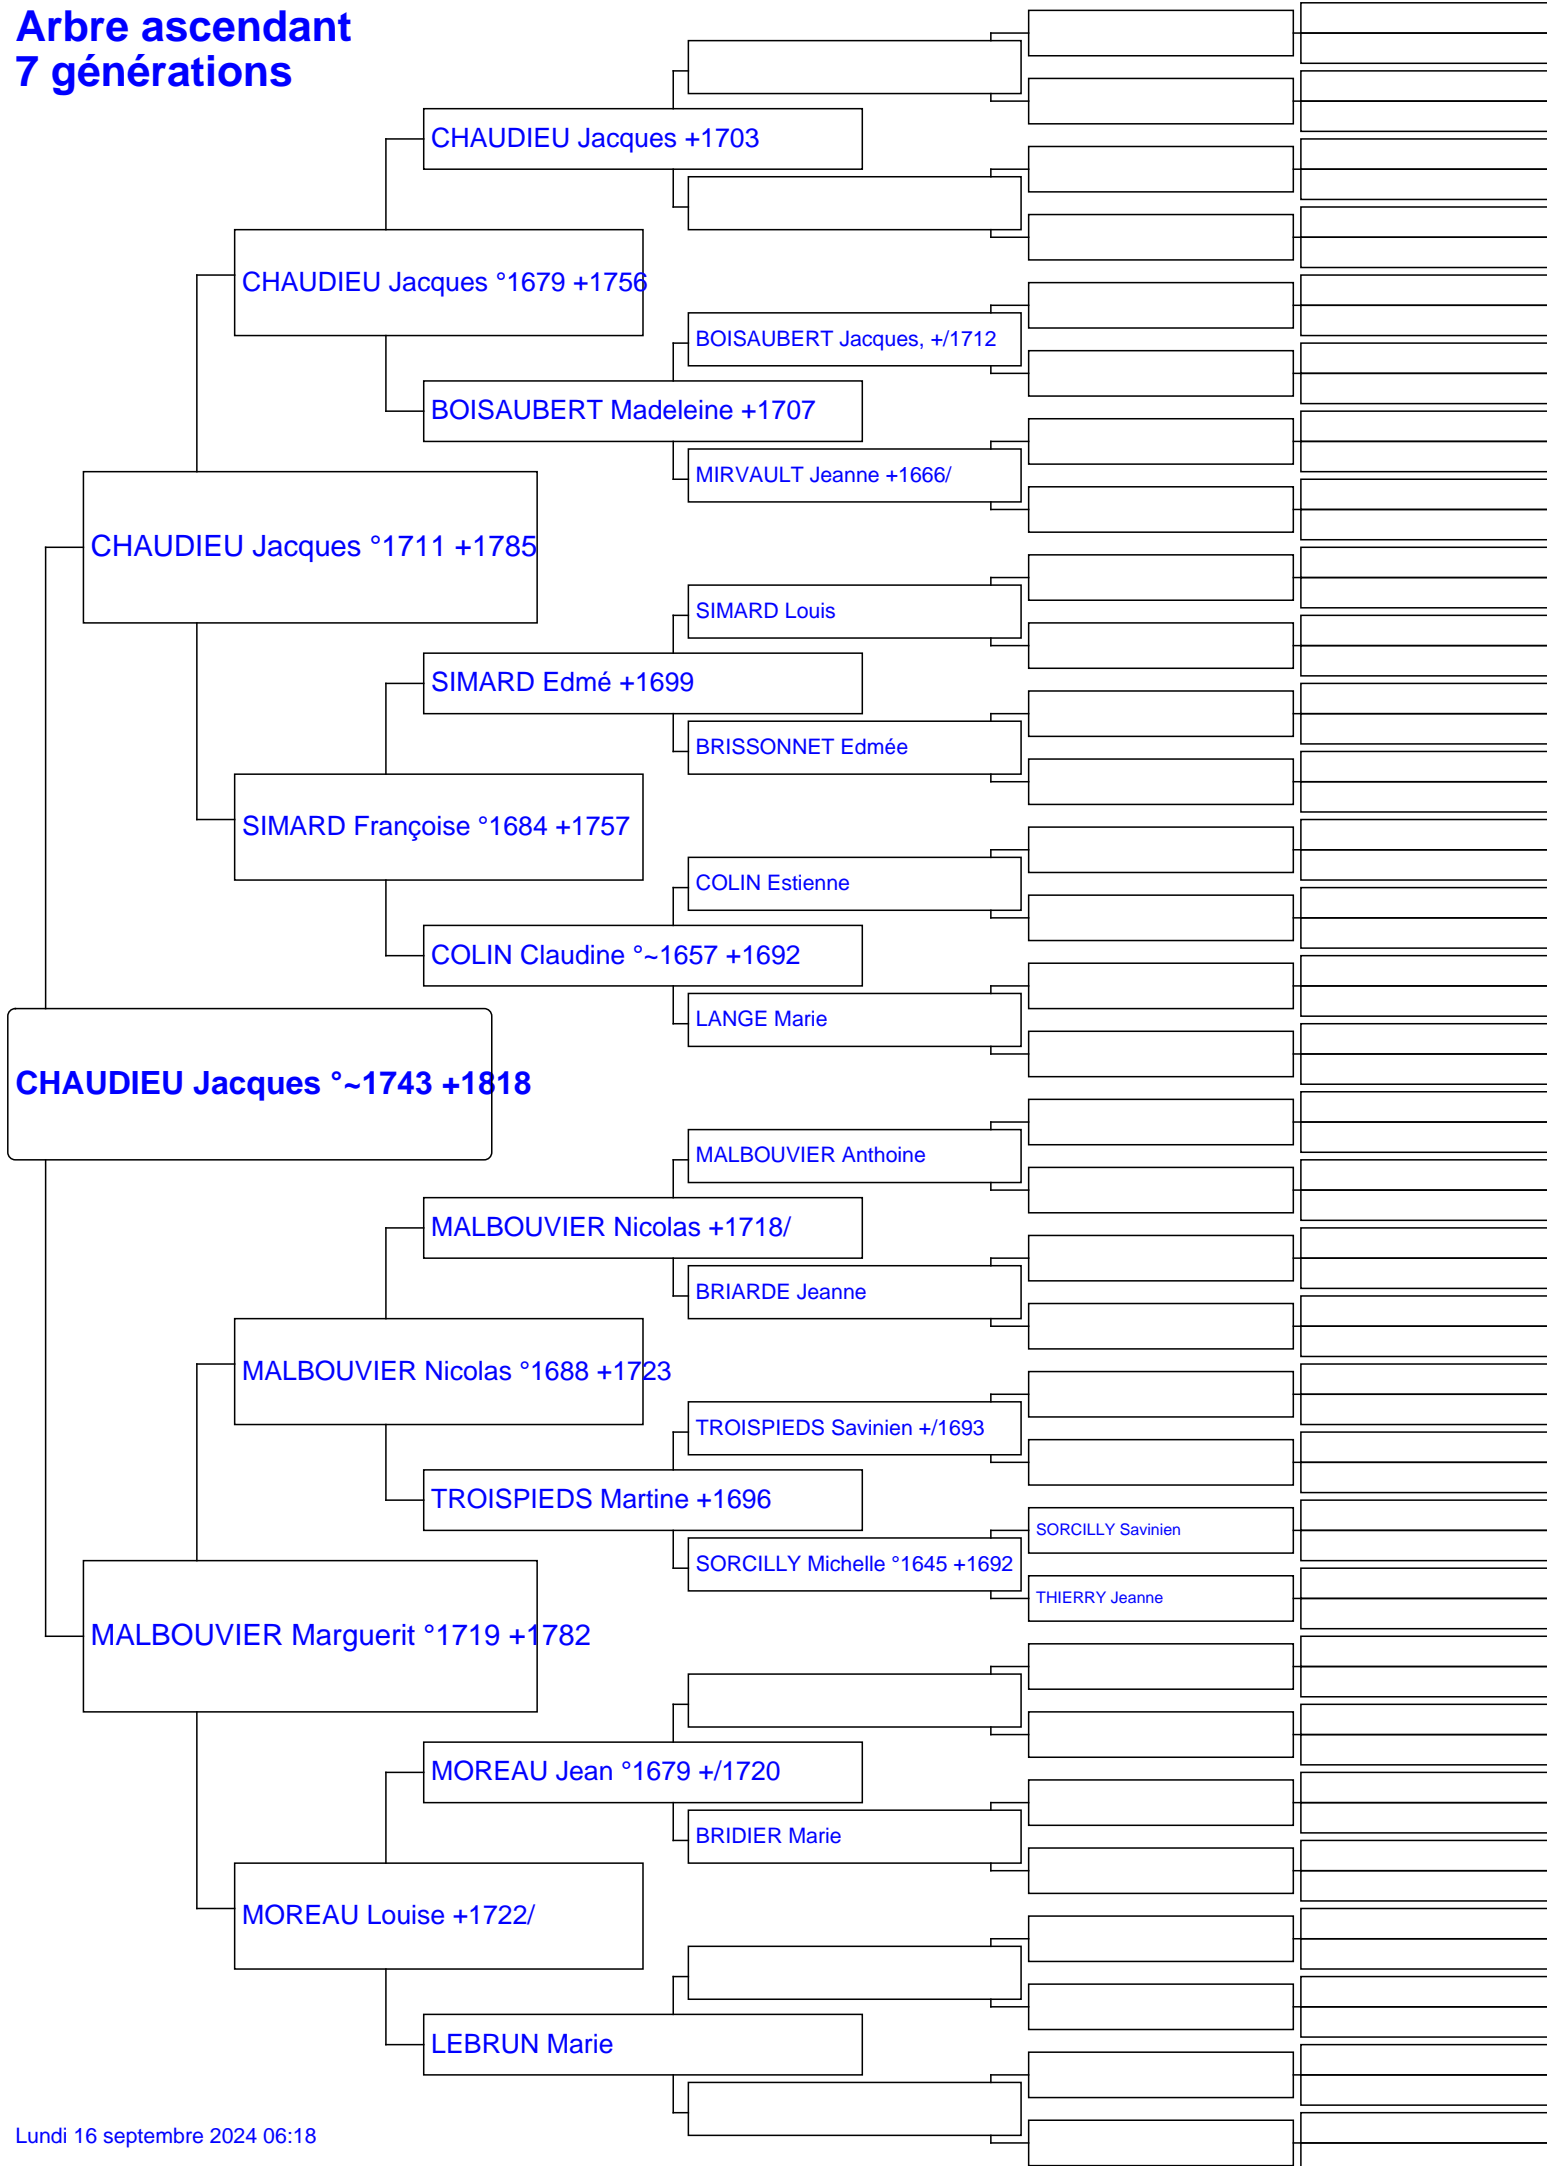 Arbre ascendant
7 générations
CHAUDIEU Jacques +1703
CHAUDIEU Jacques °1679 +1756
BOISAUBERT Jacques, +/1712
BOISAUBERT Madeleine +1707
MIRVAULT Jeanne +1666/
CHAUDIEU Jacques °1711 +1785
SIMARD Louis
SIMARD Edmé +1699
BRISSONNET Edmée
SIMARD Françoise °1684 +1757
COLIN Estienne
COLIN Claudine °~1657 +1692
LANGE Marie
CHAUDIEU Jacques °~1743 +1818
MALBOUVIER Anthoine
MALBOUVIER Nicolas +1718/
BRIARDE Jeanne
MALBOUVIER Nicolas °1688 +1723
TROISPIEDS Savinien +/1693
TROISPIEDS Martine +1696
SORCILLY Savinien
SORCILLY Michelle °1645 +1692
THIERRY Jeanne
MALBOUVIER Marguerit °1719 +1782
MOREAU Jean °1679 +/1720
BRIDIER Marie
MOREAU Louise +1722/
LEBRUN Marie
Lundi 16 septembre 2024 06:18